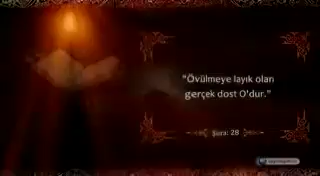 "Övülmeye layık olan
gerçek dost O'dur."
Şura: 28